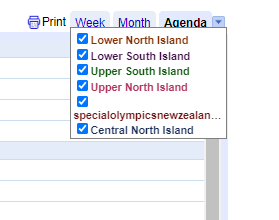 Print Week Month Agenda
Lower North Island
Lower South Island
Upper South Island
Upper North Island
specialolympicsnewzealan...
Central North Island